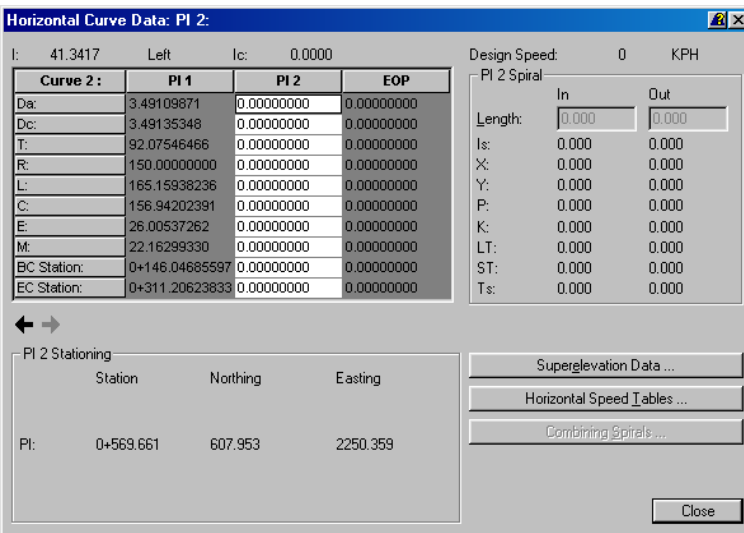 Horizontal Curve Data: PI 2:
I: 41.3417 Left Ic: 0.0000 Design Speed: 0 KPH
Curve 2 : PI 1 PI 2 EOP
Da: 3.49109871 0.00000000 0.00000000
Dc: 3.49135348 0.00000000 0.00000000
T: 92.07546466 0.00000000 0.00000000
R: 150.00000000 0.00000000 0.00000000
L: 165.15938236 0.00000000 0.00000000
C: 156.94202391 0.00000000 0.00000000
E: 26.00537262 0.00000000 0.00000000
M: 22.16299330 0.00000000 0.00000000
BC Station: 0+146.04685597 0.00000000 0.00000000
EC Station: 0+311.20623833 0.00000000 0.00000000
PI 2 Spiral
In Out
Length: 0.000 0.000
Is: 0.000 0.000
X: 0.000 0.000
Y: 0.000 0.000
P: 0.000 0.000
K: 0.000 0.000
LT: 0.000 0.000
ST: 0.000 0.000
Ts: 0.000 0.000
PI 2 Stationing
Station Northing Easting
PI: 0+569.661 607.953 2250.359
Superelevation Data ...
Horizontal Speed Tables ...
Combining Spirals ...
Close